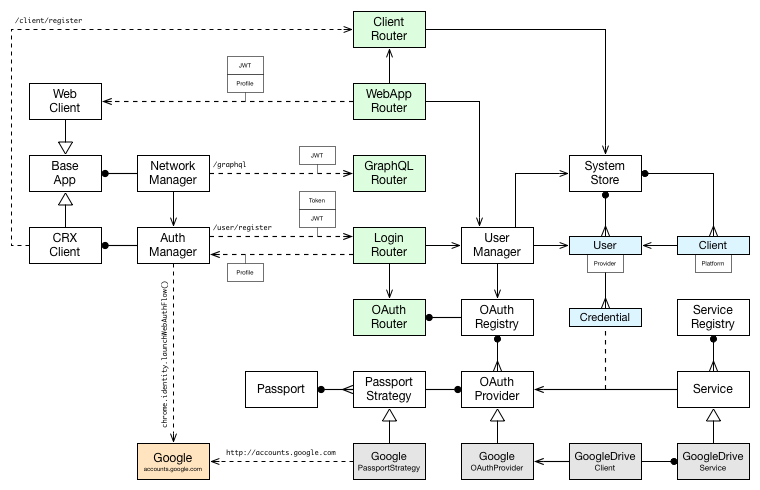 /client/register
Client
Router
JWT
Profile
Web
Client
WebApp
Router
Base
App
Network
Manager
/graphql
JWT
GraphQL
Router
System
Store
Token
JWT
/user/register
CRX
Client
Auth
Manager
Profile
Login
Router
User
Manager
User
Provider
Client
Platform
chrome.identity.launchWebAuthFlow()
OAuth
Router
OAuth
Registry
Credential
Service
Registry
Passport
Passport
Strategy
OAuth
Provider
Service
Google
accounts.google.com
http://accounts.google.com
Google
PassportStrategy
Google
OAuthProvider
GoogleDrive
Client
GoogleDrive
Service